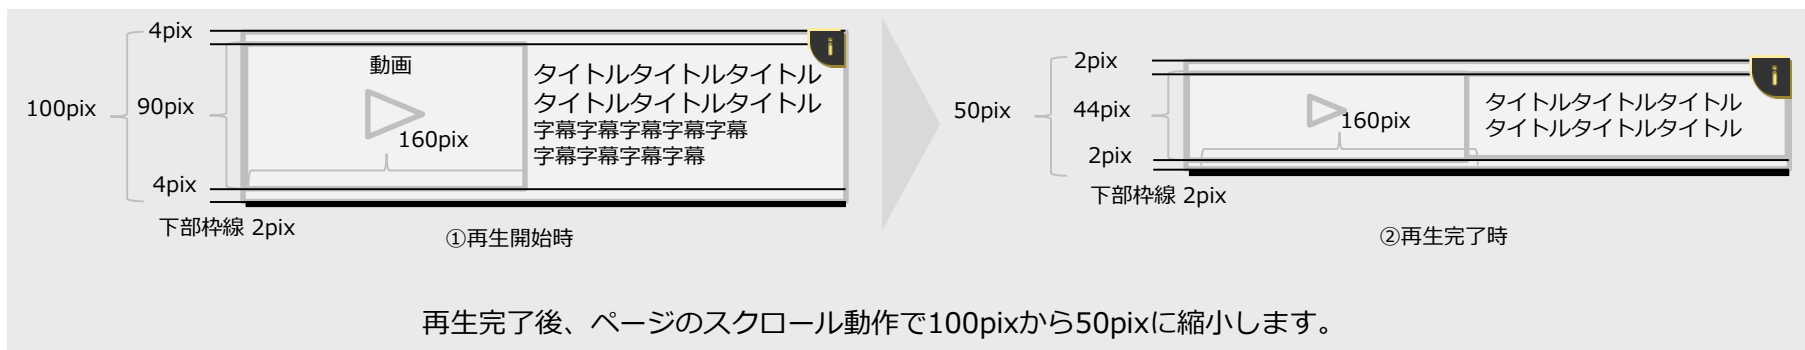 4pix
100pix
90pix
動画
160pix
タイトルタイトルタイトル
タイトルタイトルタイトル
字幕字幕字幕字幕字幕
字幕字幕字幕字幕
i
4pix
下部枠線 2pix
①再生開始時
2pix
50pix
44pix
160pix
タイトルタイトルタイトル
タイトルタイトルタイトル
i
2pix
下部枠線 2pix
②再生完了時
再生完了後、ページのスクロール動作で100pixから50pixに縮小します。